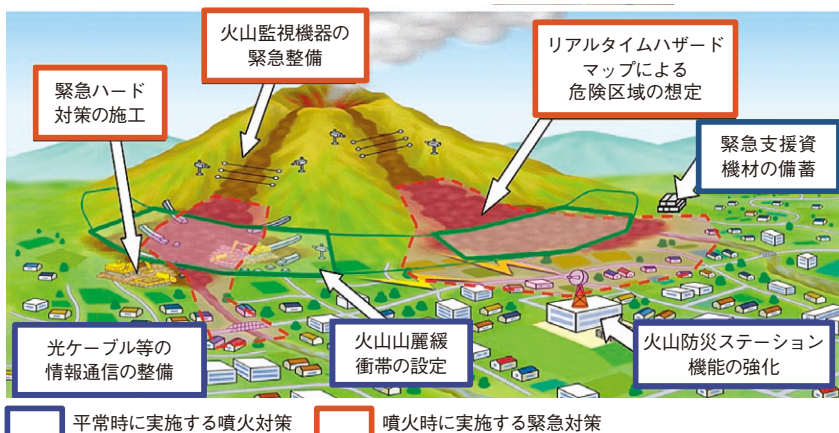 火山監視機器の
緊急整備
リアルタイムハザード
マップによる
危険区域の想定
緊急ハード
対策の施工
緊急支援資
機材の備蓄
光ケーブル等の
情報通信の整備
火山山麓緩
衝帯の設定
火山防災ステーション
機能の強化
平常時に実施する噴火対策
噴火時に実施する緊急対策